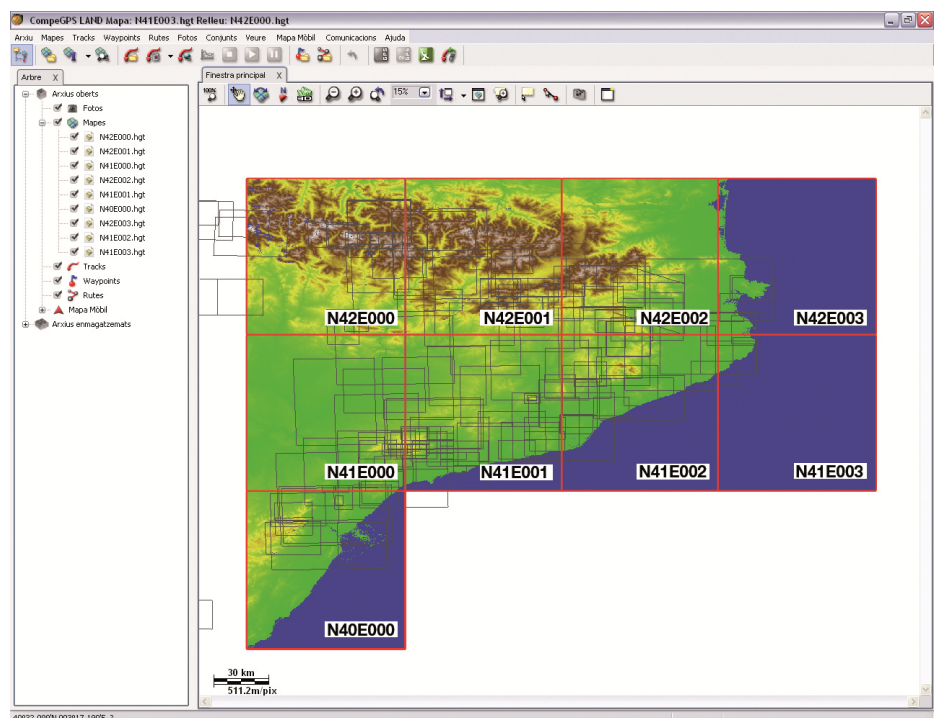 CompeGPS LAND Mapa: N41E003.hgt Relleu: N42E000.hgt
Arxiu Mapes Tracks Waypoints Rutes Fotos Conjunts Veure Mapa Mòbil Comunicacions Ajuda
Arbre X
Finestra principal X
100%
15%
Arxius oberts
Fotos
Mapes
N42E000.hgt
N42E001.hgt
N41E000.hgt
N42E002.hgt
N41E001.hgt
N40E000.hgt
N42E003.hgt
N41E002.hgt
N41E003.hgt
Tracks
Waypoints
Rutes
Mapa Mòbil
Arxius enmagatzemats
N42E000 N42E001 N42E002 N42E003
N41E000 N41E001 N41E002 N41E003
N40E000
30 km
511.2m/pix